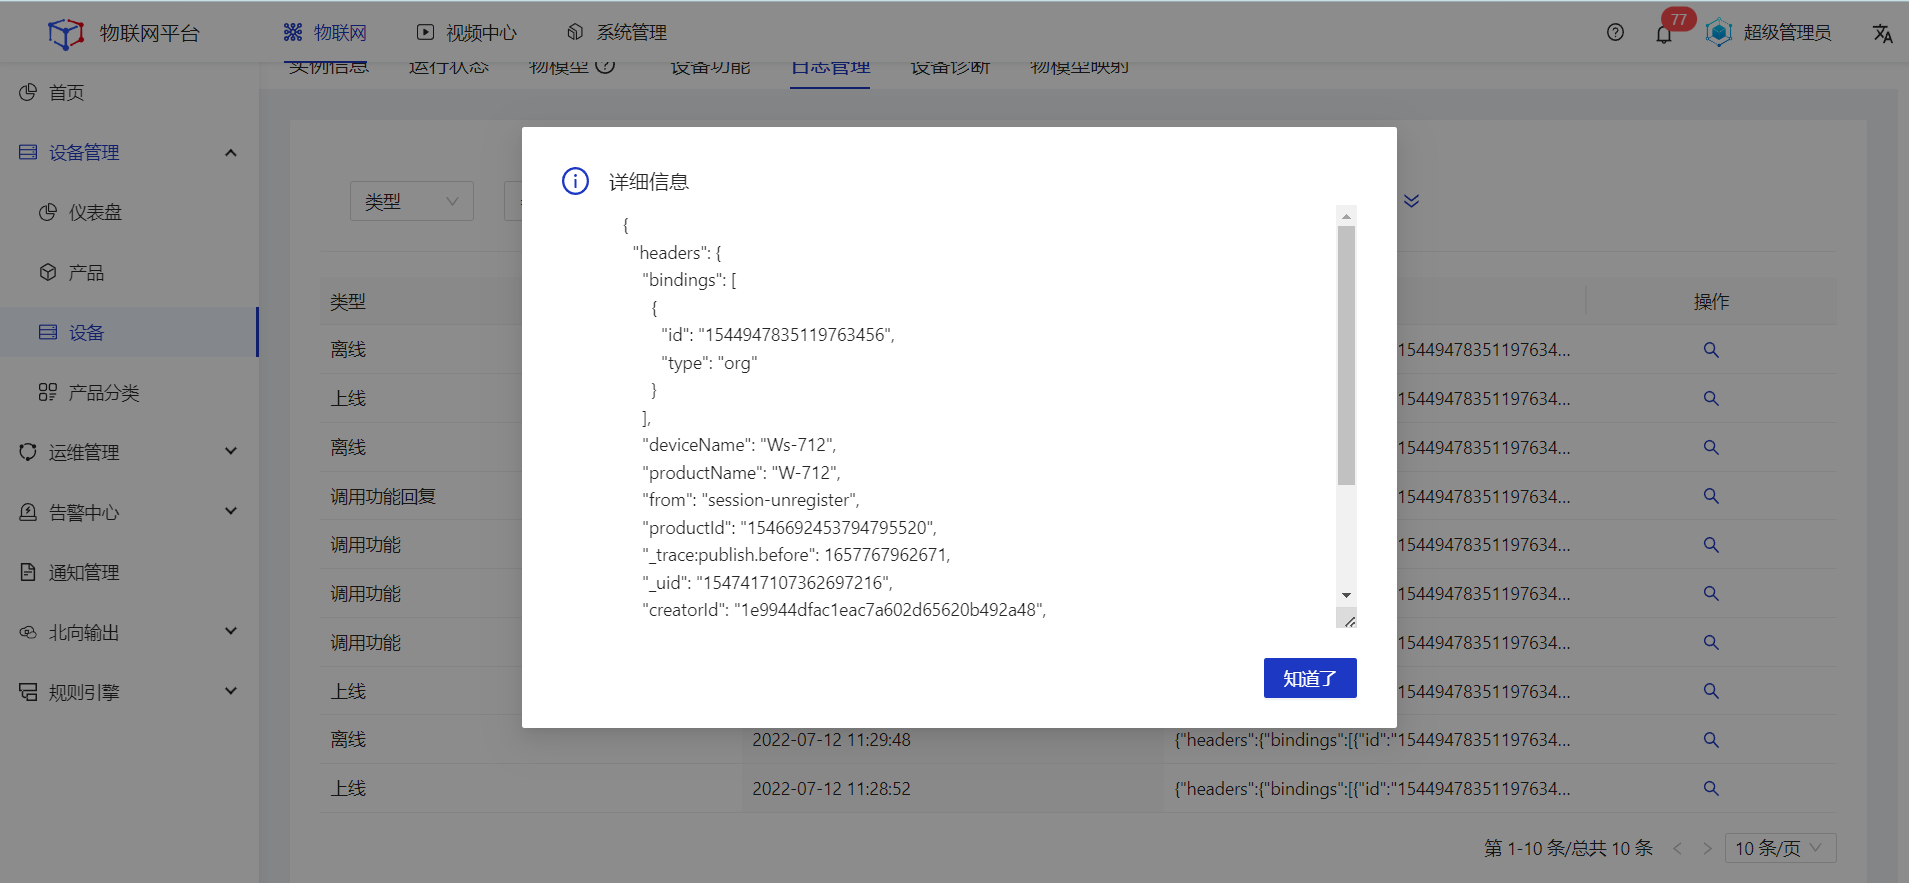 物联网平台
物联网
视频中心
系统管理
77
超级管理员
实例信息
运行状态
物模型
设备功能
日志管理
设备诊断
物模型映射
首页
设备管理
仪表盘
产品
设备
产品分类
运维管理
告警中心
通知管理
北向输出
规则引擎
类型
详细信息
{
"headers": {
"bindings": [
{
"id": "1544947835119763456",
"type": "org"
}
],
"deviceName": "Ws-712",
"productName": "W-712",
"from": "session-unregister",
"productId": "1546692453794795520",
"_trace:publish.before": 1657767962671,
"_uid": "1547417107362697216",
"creatorId": "1e9944dfac1eac7a602d65620b492a48",
知道了
类型
操作
离线
15449478351197634...
上线
15449478351197634...
离线
15449478351197634...
调用功能回复
15449478351197634...
调用功能
15449478351197634...
调用功能
15449478351197634...
调用功能
15449478351197634...
上线
15449478351197634...
离线 2022-07-12 11:29:48 {"headers":{"bindings":[{"id":"15449478351197634...
上线 2022-07-12 11:28:52 {"headers":{"bindings":[{"id":"15449478351197634...
第 1-10 条/总共 10 条
10 条/页